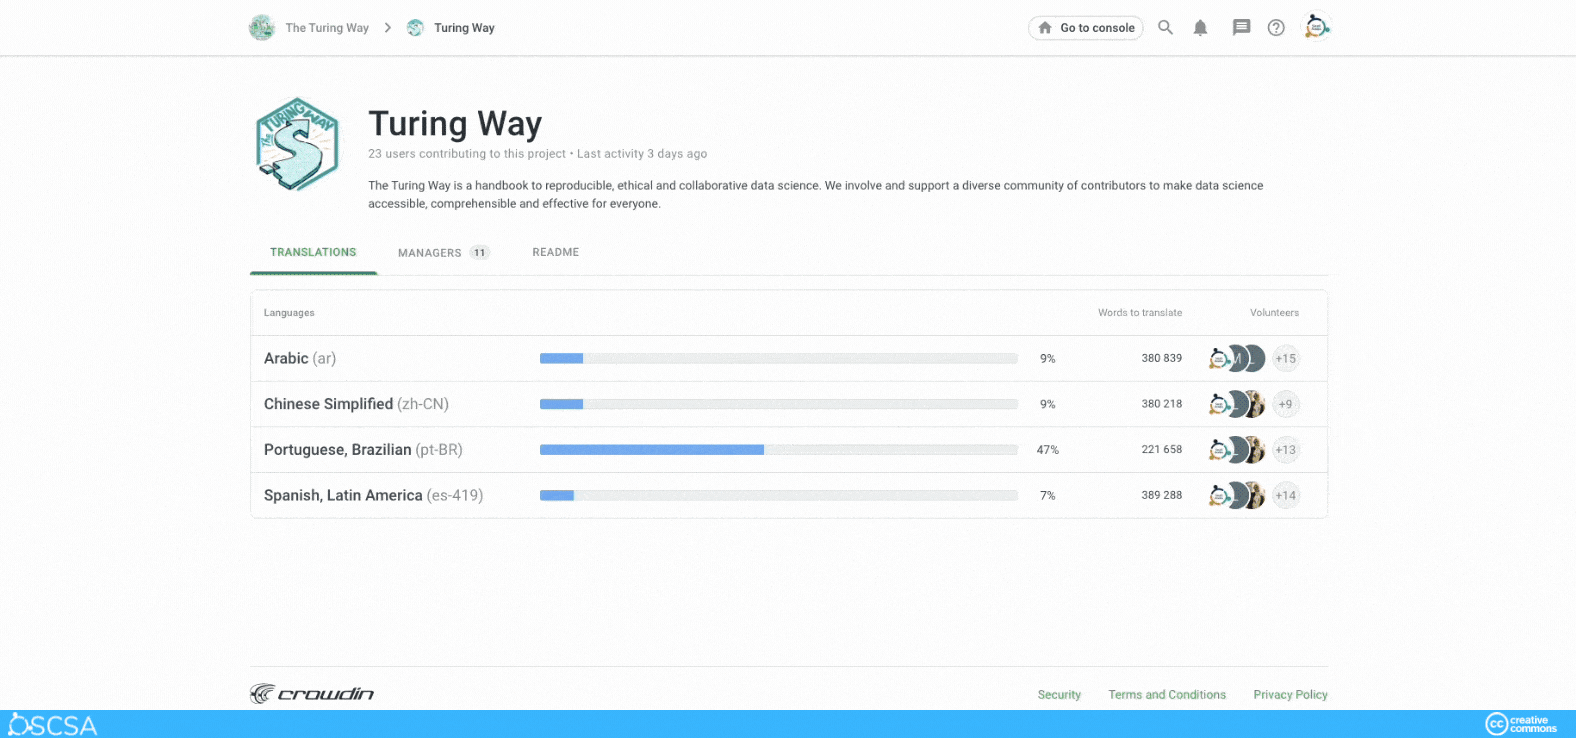 The Turing Way
Turing Way
Go to console
THE TURING WAY
Turing Way
23 users contributing to this project • Last activity 3 days ago
The Turing Way is a handbook to reproducible, ethical and collaborative data science. We involve and support a diverse community of contributors to make data science
accessible, comprehensible and effective for everyone.
TRANSLATIONS
MANAGERS 11
README
Languages Words to translate Volunteers
Arabic (ar) 9% 380 839 +15
Chinese Simplified (zh-CN) 9% 380 218 +9
Portuguese, Brazilian (pt-BR) 47% 221 658 +13
Spanish, Latin America (es-419) 7% 389 288 +14
crowdin
Security Terms and Conditions Privacy Policy
OSCSA
cc creative
commons